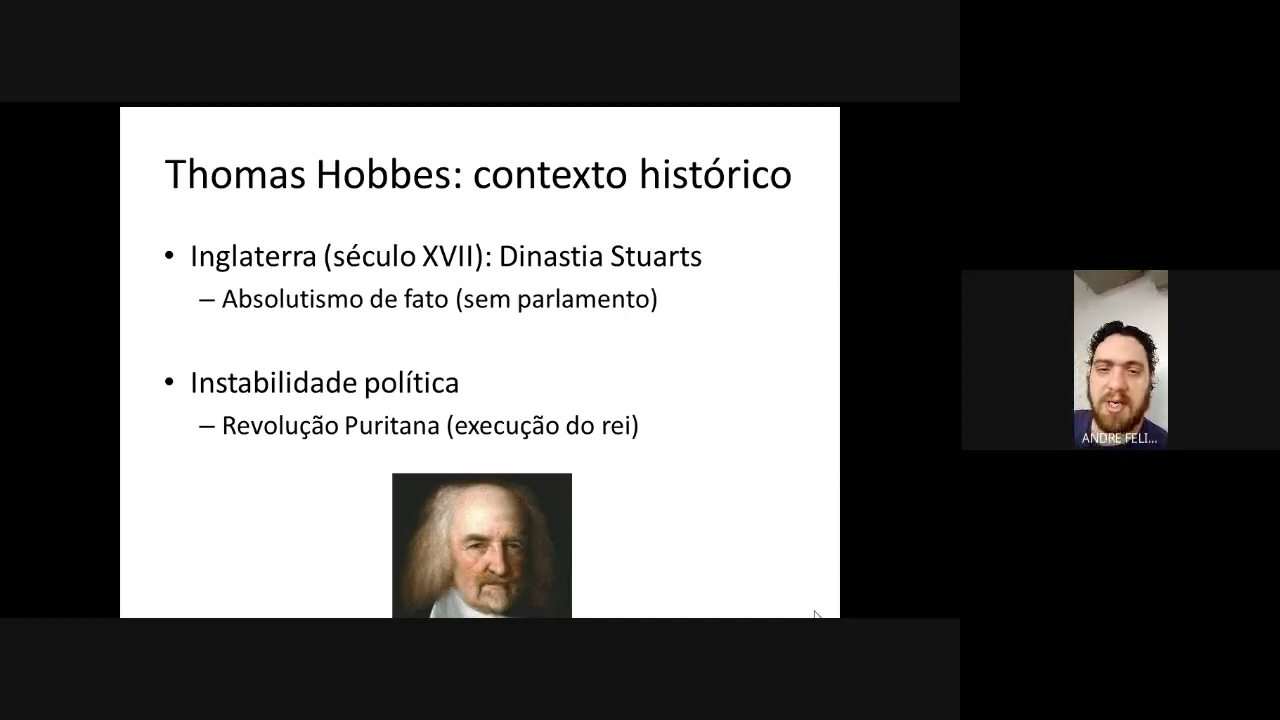 Thomas Hobbes: contexto histórico
• Inglaterra (século XVII): Dinastia Stuarts
– Absolutismo de fato (sem parlamento)
• Instabilidade política
– Revolução Puritana (execução do rei)
ANDRE FELI...